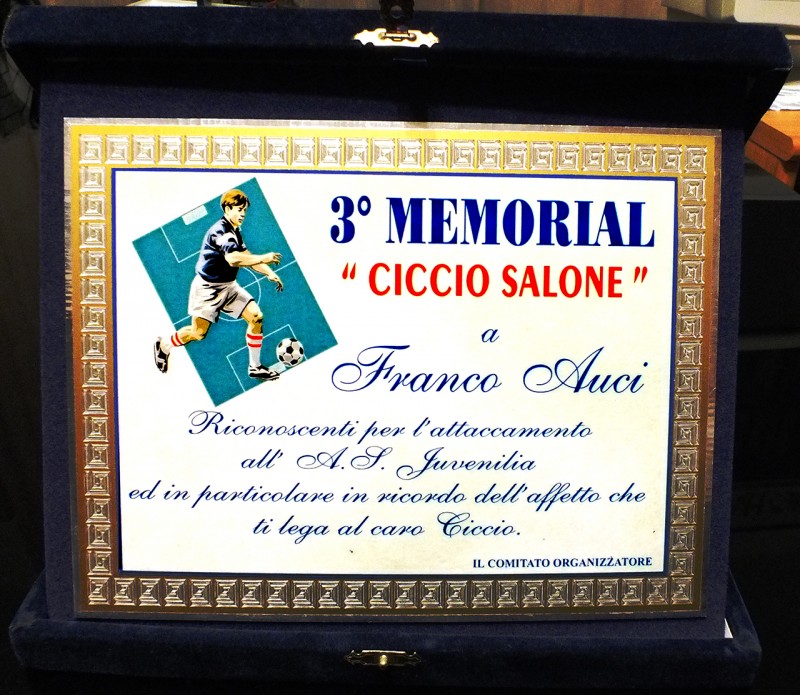 3° MEMORIAL
“ CICCIO SALONE ”
a
Franco Auci
Riconoscenti per l'attaccamento
all' A.S. Juvenilia
ed in particolare in ricordo dell'affetto che
ti lega al caro Ciccio.
IL COMITATO ORGANIZZATORE